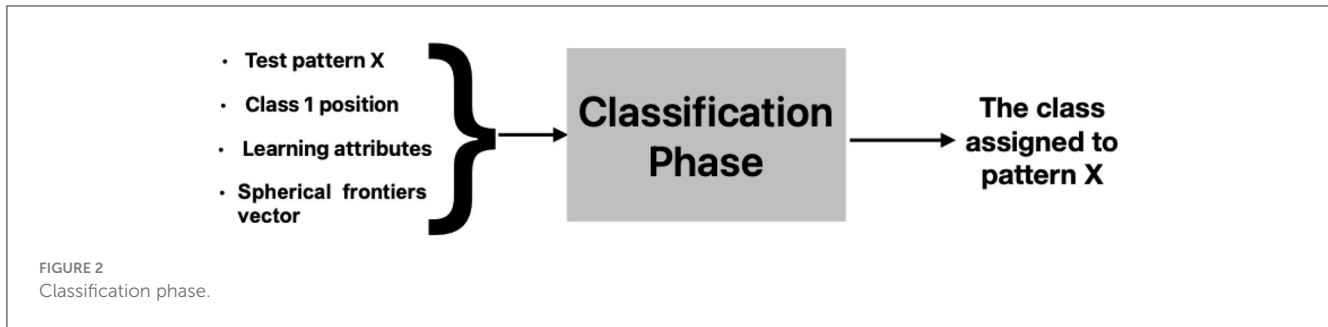 • Test pattern X
• Class 1 position
• Learning attributes
• Spherical frontiers
vector
Classification
Phase
The class
assigned to
pattern X
FIGURE 2
Classification phase.